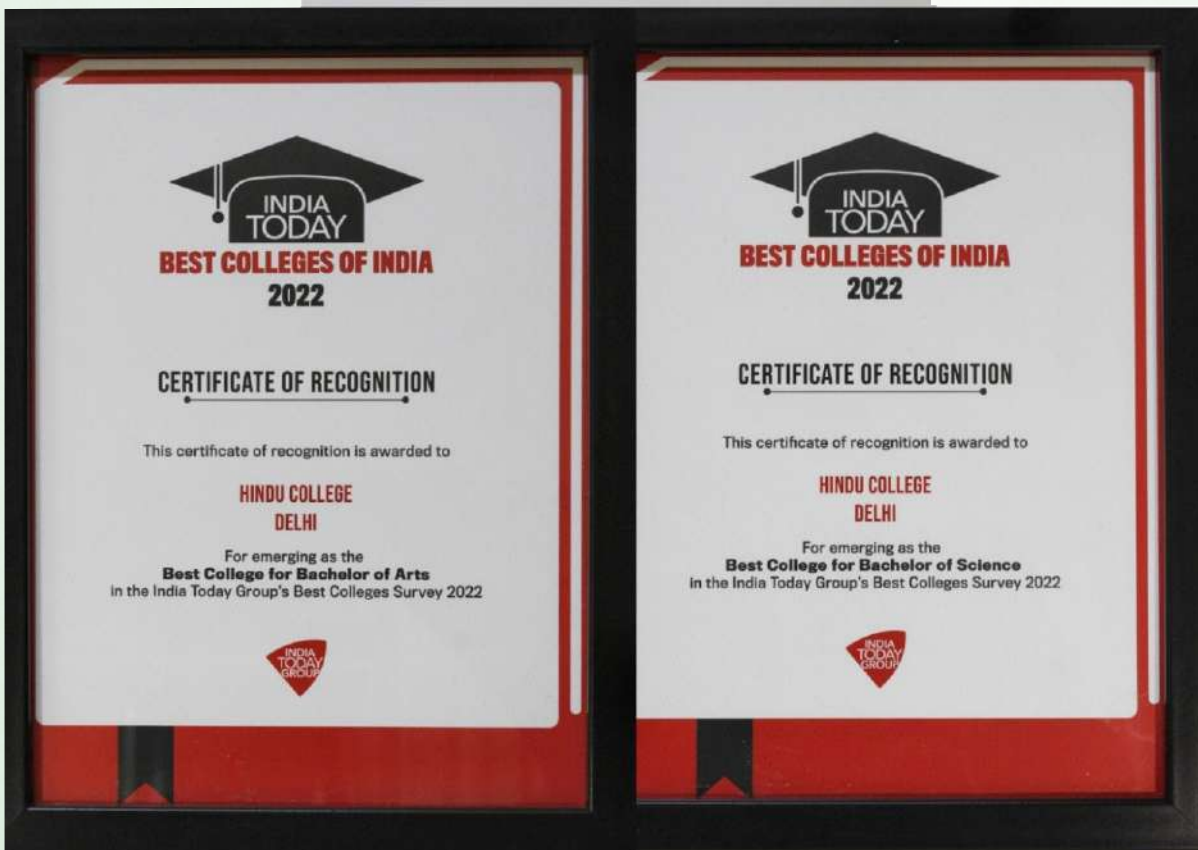 INDIA
TODAY
BEST COLLEGES OF INDIA
2022
CERTIFICATE OF RECOGNITION
This certificate of recognition is awarded to
HINDU COLLEGE
DELHI
For emerging as the
Best College for Bachelor of Arts
in the India Today Group's Best Colleges Survey 2022
INDIA
TODAY
GROUP
INDIA
TODAY
BEST COLLEGES OF INDIA
2022
CERTIFICATE OF RECOGNITION
This certificate of recognition is awarded to
HINDU COLLEGE
DELHI
For emerging as the
Best College for Bachelor of Science
in the India Today Group's Best Colleges Survey 2022
INDIA
TODAY
GROUP